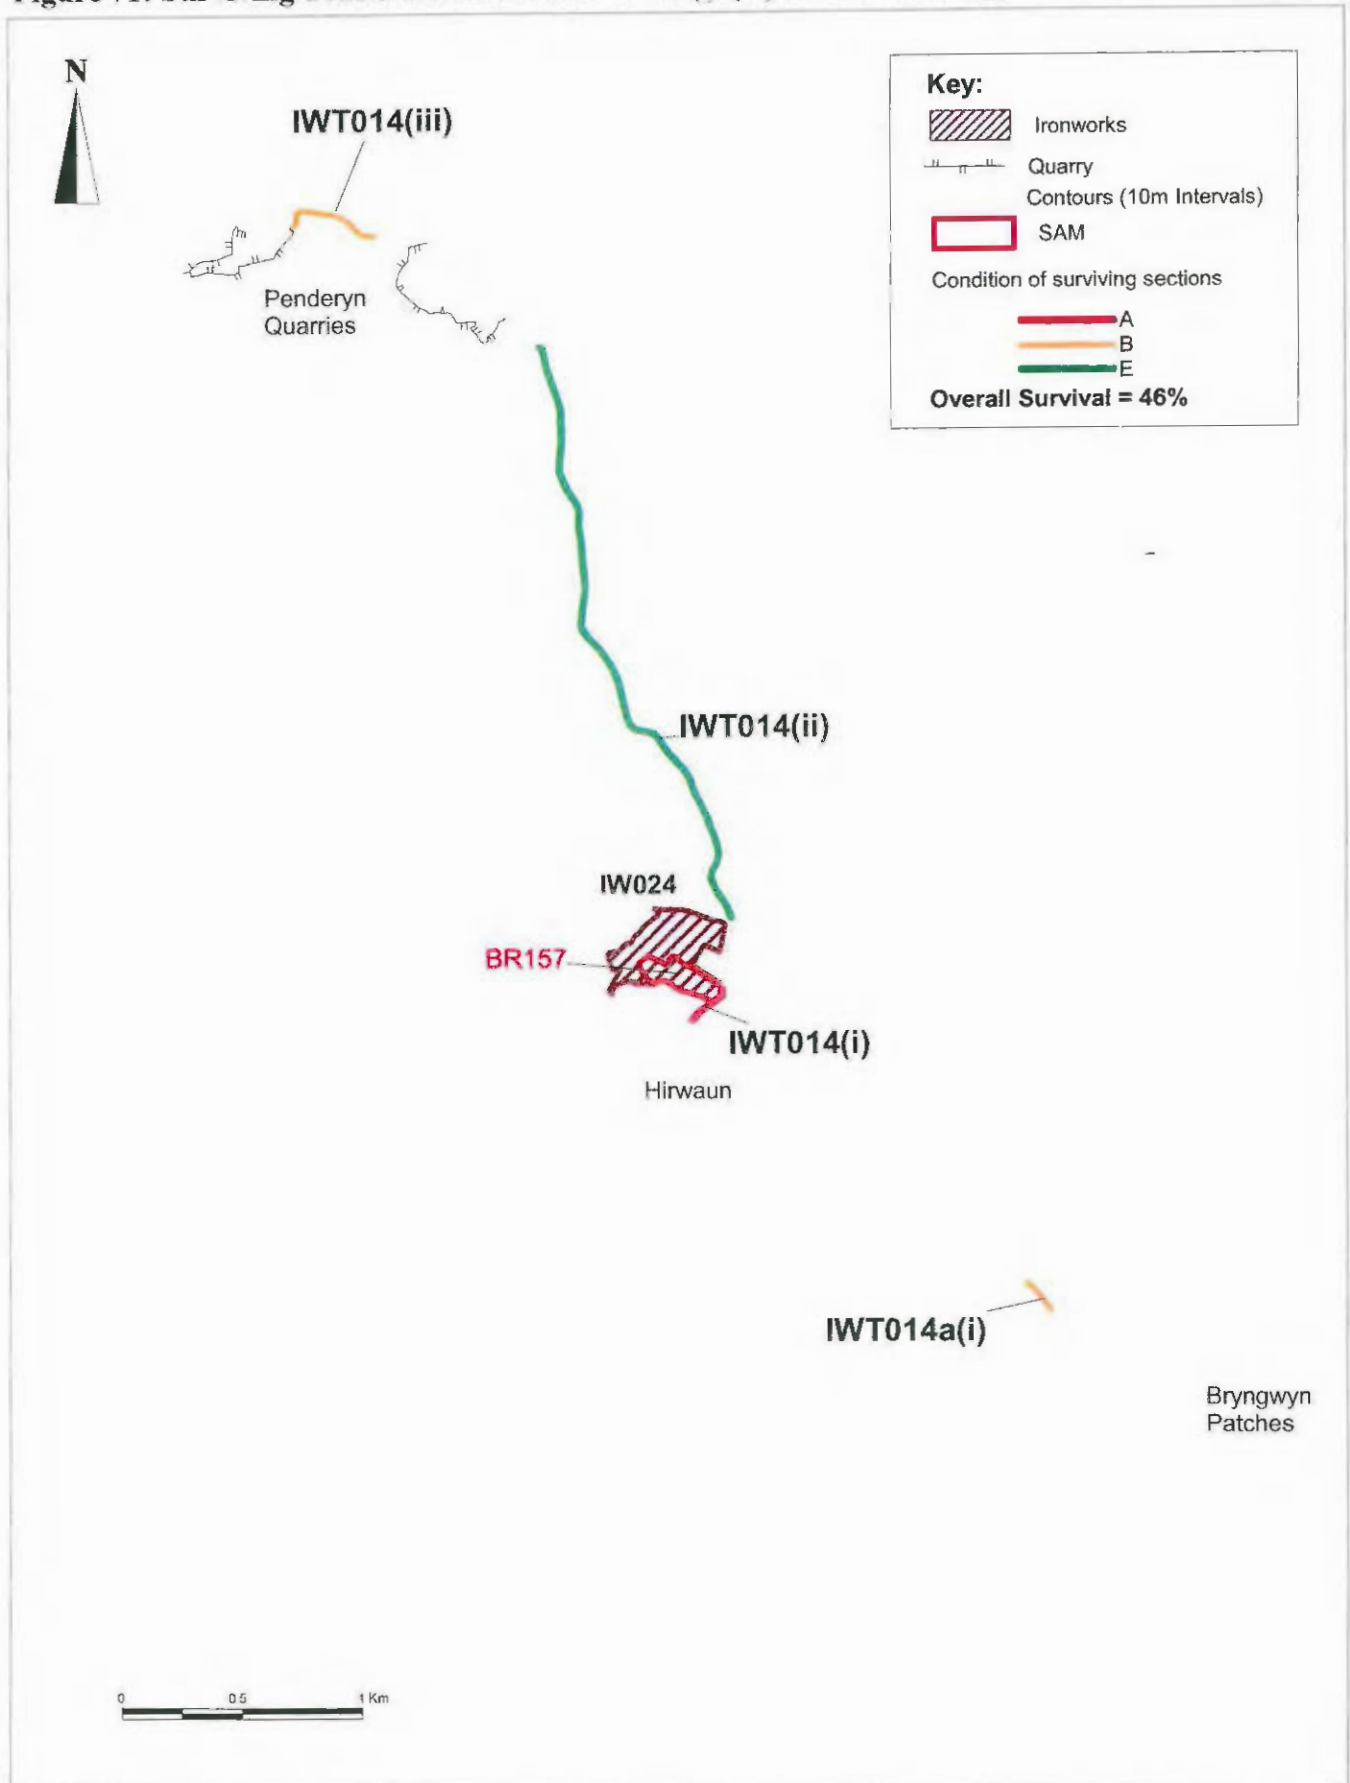 N
IWT014(iii)
Penderyn
Quarries
Key:
Ironworks
Quarry
Contours (10m Intervals)
SAM
Condition of surviving sections
A
B
E
Overall Survival = 46%
IWT014(ii)
IW024
BR157
IWT014(i)
Hirwaun
IWT014a(i)
Bryngwyn
Patches
0 0.5 1 Km